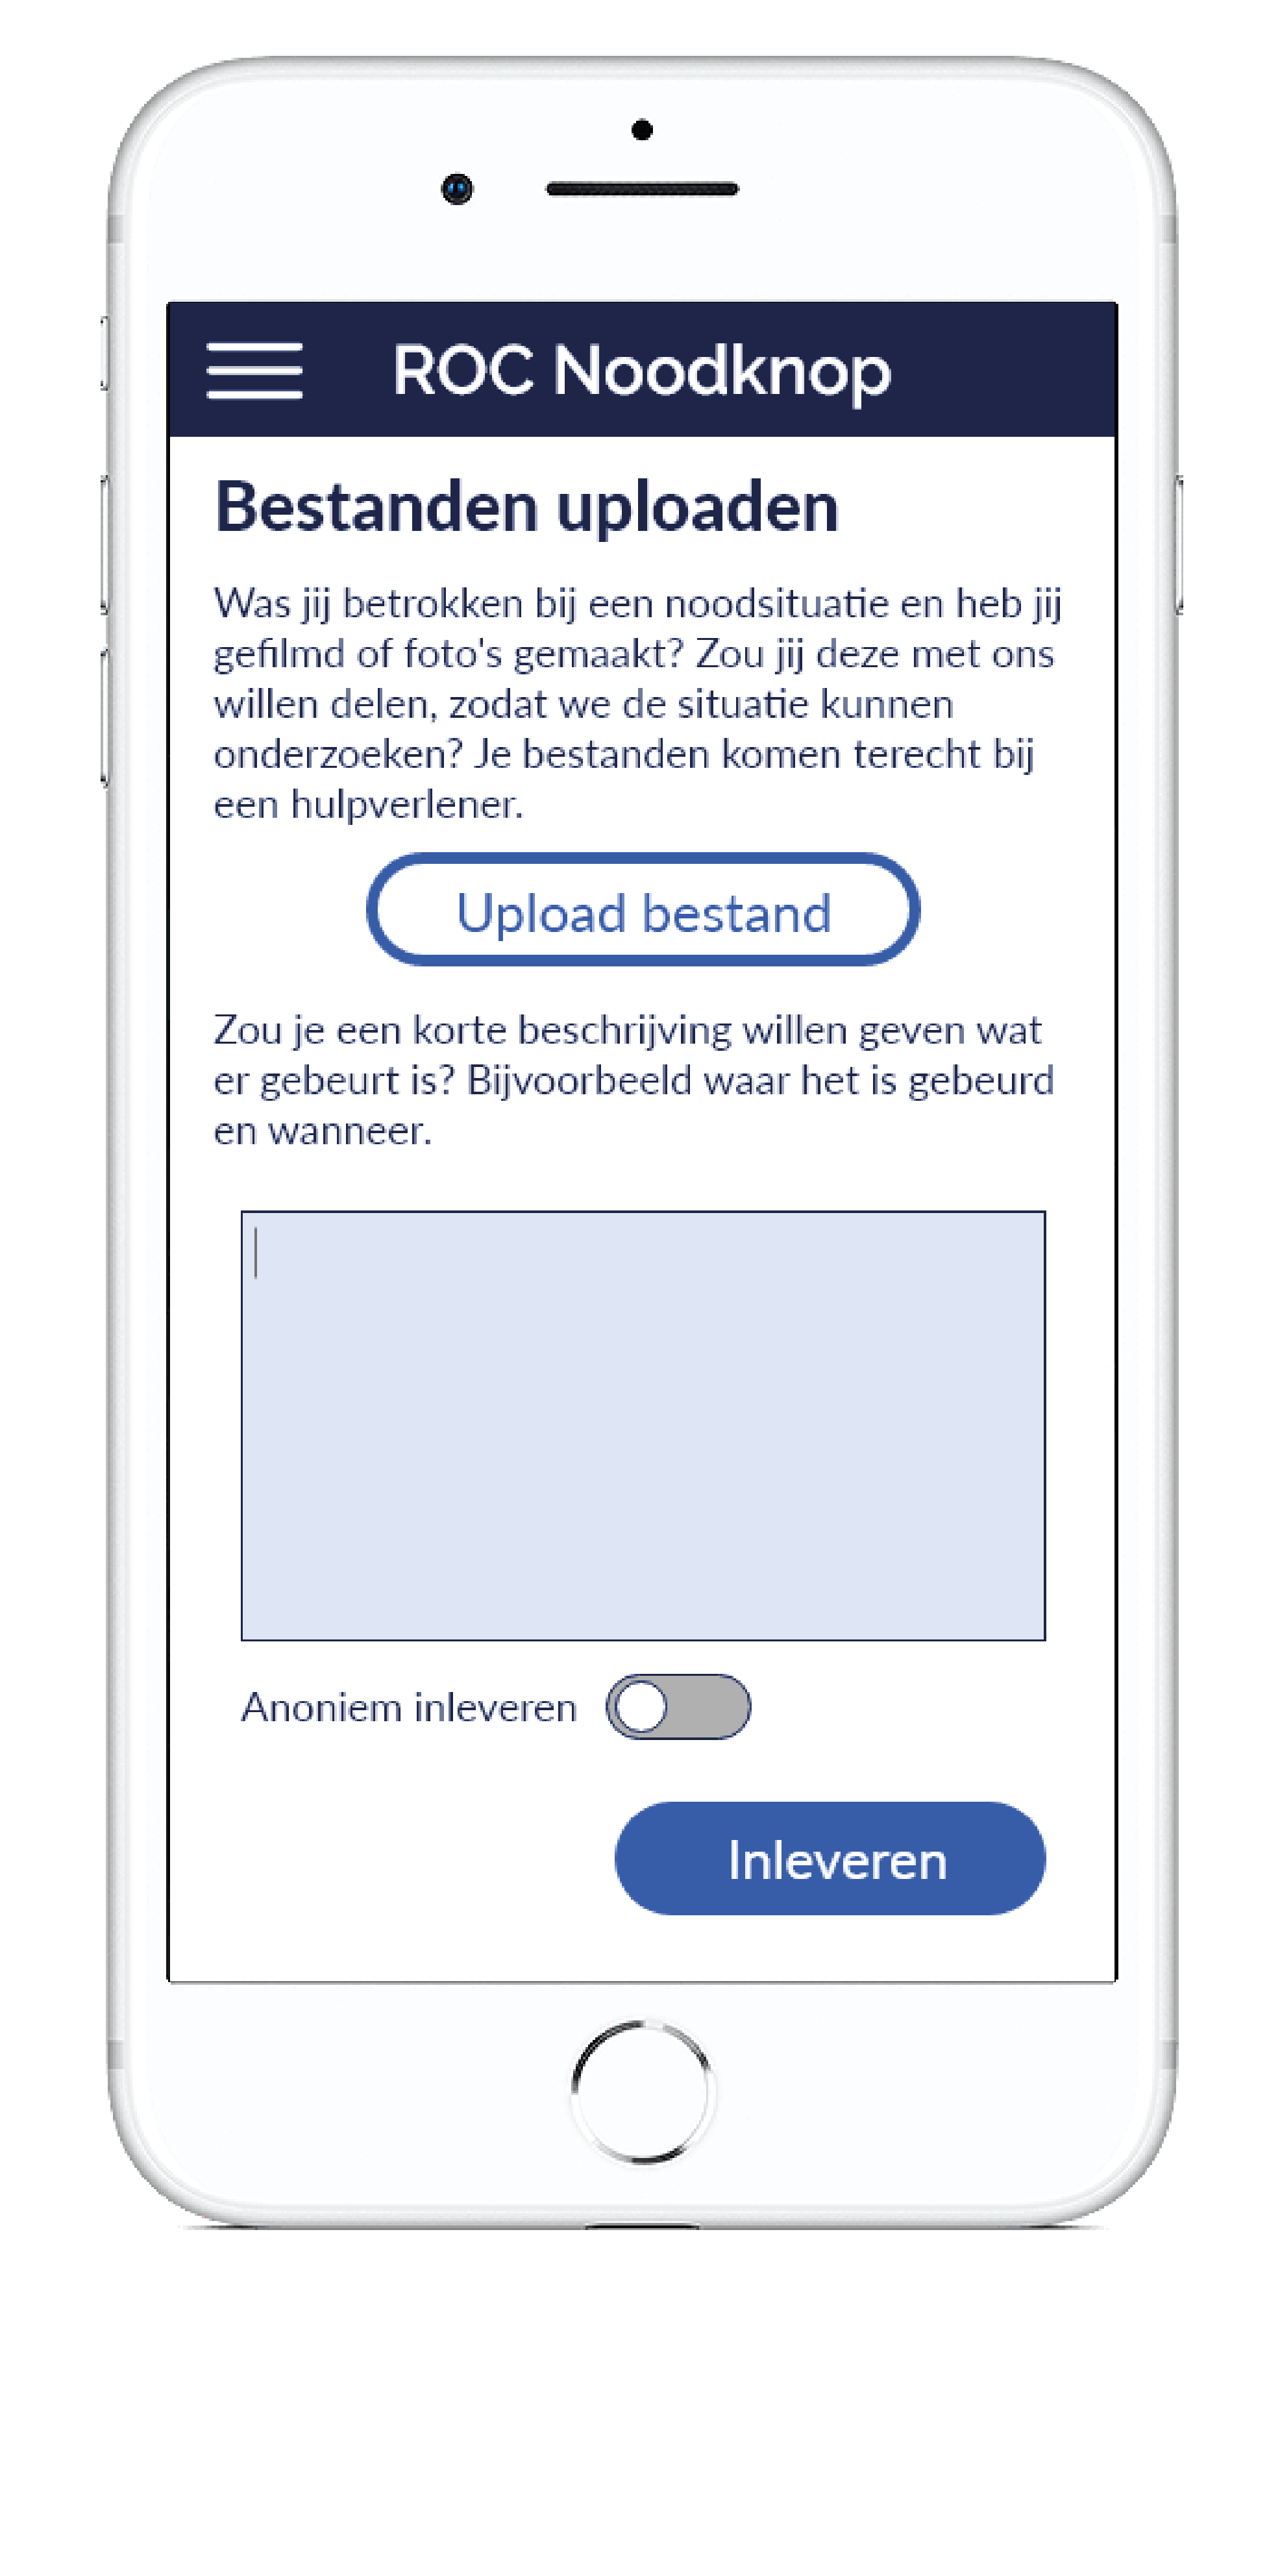 ROC Noodknop
Bestanden uploaden
Was jij betrokken bij een noodsituatie en heb jij
gefilmd of foto's gemaakt? Zou jij deze met ons
willen delen, zodat we de situatie kunnen
onderzoeken? Je bestanden komen terecht bij
een hulpverlener.
Upload bestand
Zou je een korte beschrijving willen geven wat
er gebeurt is? Bijvoorbeeld waar het is gebeurd
en wanneer.
Anoniem inleveren
Inleveren